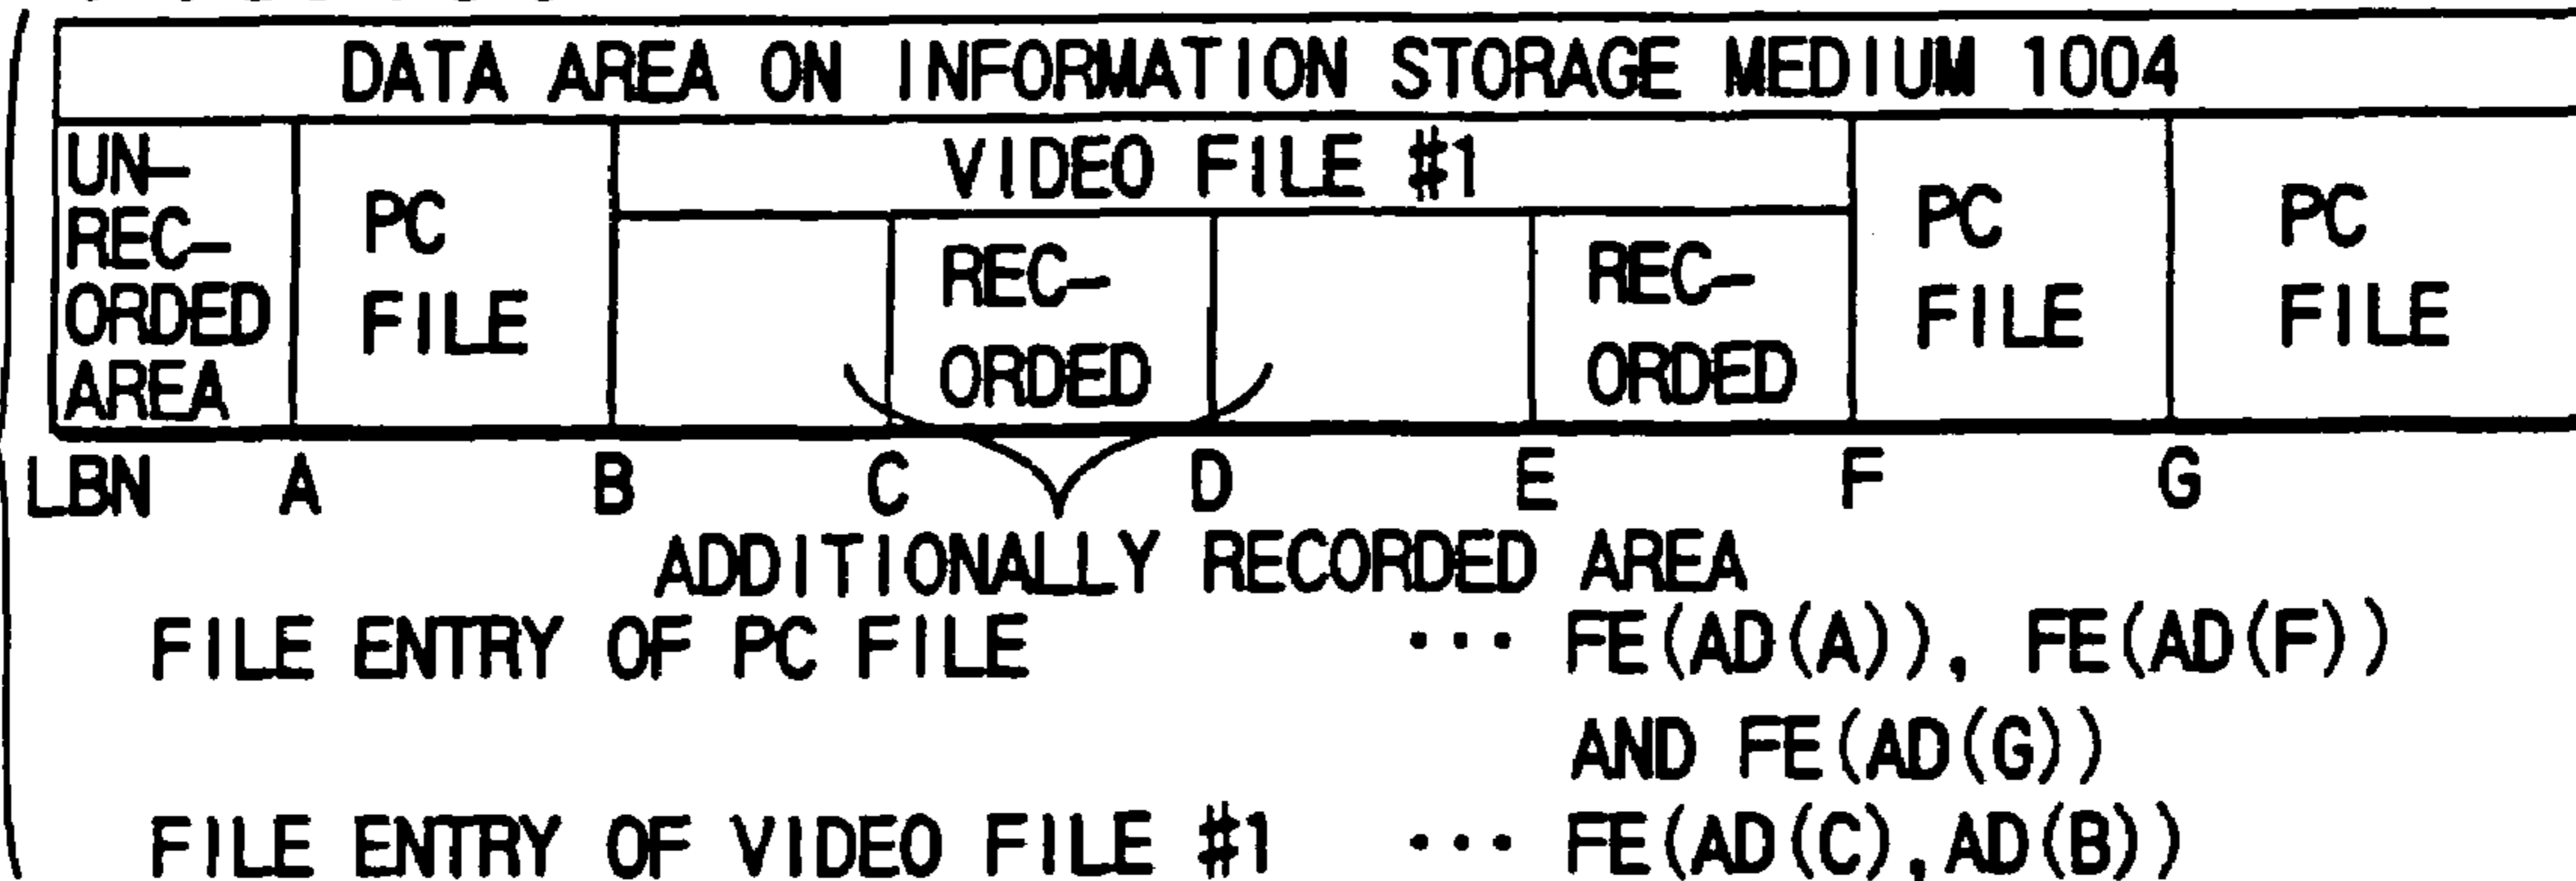 DATA AREA ON INFORMATION STORAGE MEDIUM 1004
UN-
REC-
ORDED
AREA
PC
FILE
VIDEO FILE #1
REC-
ORDED
REC-
ORDED
PC
FILE
PC
FILE
LBN A B C D E F G
ADDITIONALLY RECORDED AREA
FILE ENTRY OF PC FILE ··· FE(AD(A)), FE(AD(F))
AND FE(AD(G))
FILE ENTRY OF VIDEO FILE #1 ··· FE(AD(C),AD(B))